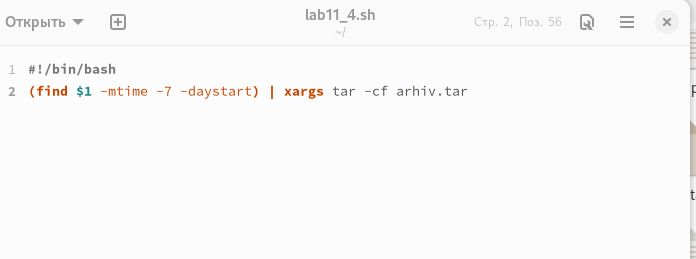 Открыть
lab11_4.sh
~/
Стр. 2, Поз. 56
1 #!/bin/bash
2 (find $1 -mtime -7 -daystart) | xargs tar -cf arhiv.tar